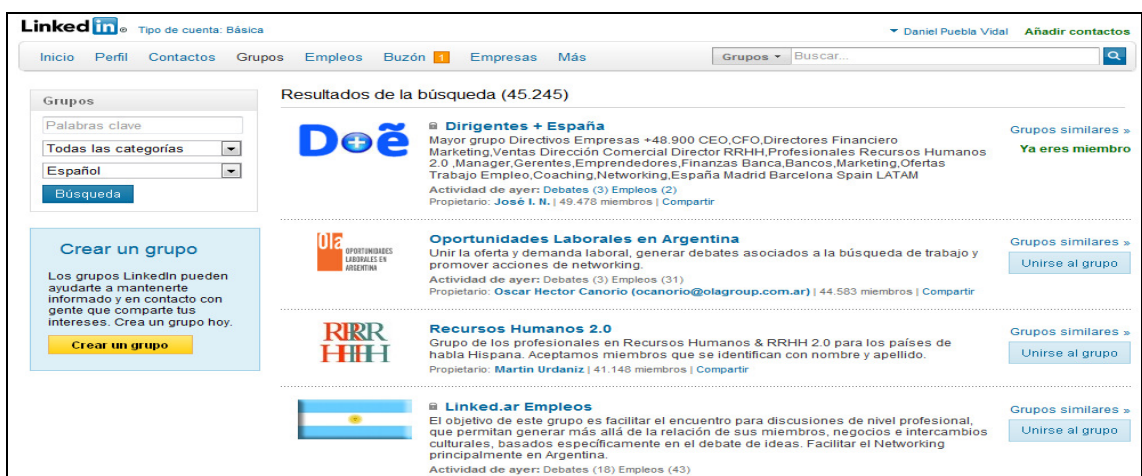 Linked in ® Tipo de cuenta: Básica
Daniel Puebla Vidal Añadir contactos
Inicio Perfil Contactos Grupos Empleos Buzón 1 Empresas Más
Grupos Buscar...
Grupos
Palabras clave
Todas las categorías
Español
Búsqueda
Crear un grupo
Los grupos LinkedIn pueden
ayudarte a mantenerte
informado y en contacto con
gente que comparte tus
intereses. Crea un grupo hoy.
Crear un grupo
Resultados de la búsqueda (45.245)
D+ẽ
Dirigentes + España
Mayor grupo Directivos Empresas +48.900 CEO,CFO,Directores Financiero
Marketing,Ventas Dirección Comercial Director RRHH,Profesionales Recursos Humanos
2.0 ,Manager,Gerentes,Emprendedores,Finanzas Banca,Bancos,Marketing,Ofertas
Trabajo Empleo,Coaching,Networking,España Madrid Barcelona Spain LATAM
Actividad de ayer: Debates (3) Empleos (2)
Propietario: José I. N. | 49.478 miembros | Compartir
Grupos similares »
Ya eres miembro
Ola OPORTUNIDADES
LABORALES EN
ARGENTINA
Oportunidades Laborales en Argentina
Unir la oferta y demanda laboral, generar debates asociados a la búsqueda de trabajo y
promover acciones de networking.
Actividad de ayer: Debates (3) Empleos (31)
Propietario: Oscar Hector Canorio (ocanorio@olagroup.com.ar) | 44.583 miembros | Compartir
Grupos similares »
Unirse al grupo
RRRR
HHHH
Recursos Humanos 2.0
Grupo de los profesionales en Recursos Humanos & RRHH 2.0 para los países de
habla Hispana. Aceptamos miembros que se identifican con nombre y apellido.
Propietario: Martin Urdaniz | 41.148 miembros | Compartir
Grupos similares »
Unirse al grupo
Linked.ar Empleos
El objetivo de este grupo es facilitar el encuentro para discusiones de nivel profesional,
que permitan generar más allá de la relación de sus miembros, negocios e intercambios
culturales, basados específicamente en el debate de ideas. Facilitar el Networking
principalmente en Argentina.
Actividad de ayer: Debates (18) Empleos (43)
Grupos similares »
Unirse al grupo